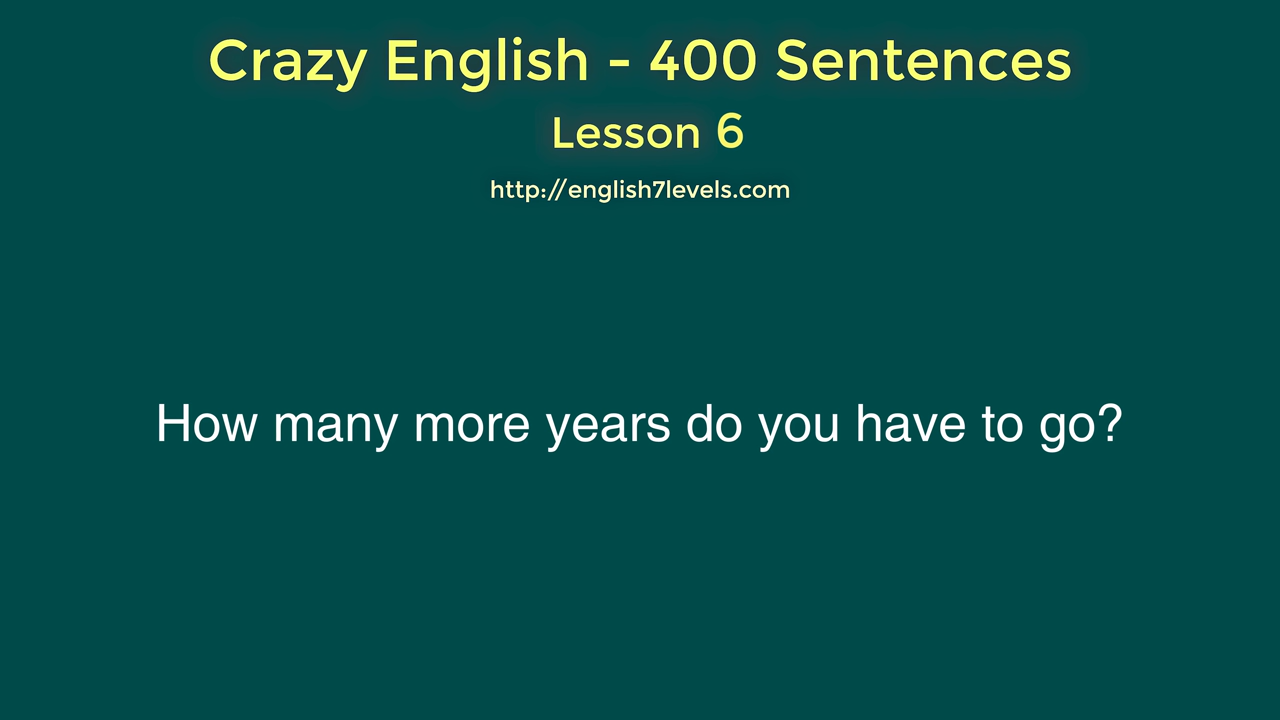 Crazy English - 400 Sentences
Lesson 6
http://english7levels.com
How many more years do you have to go?